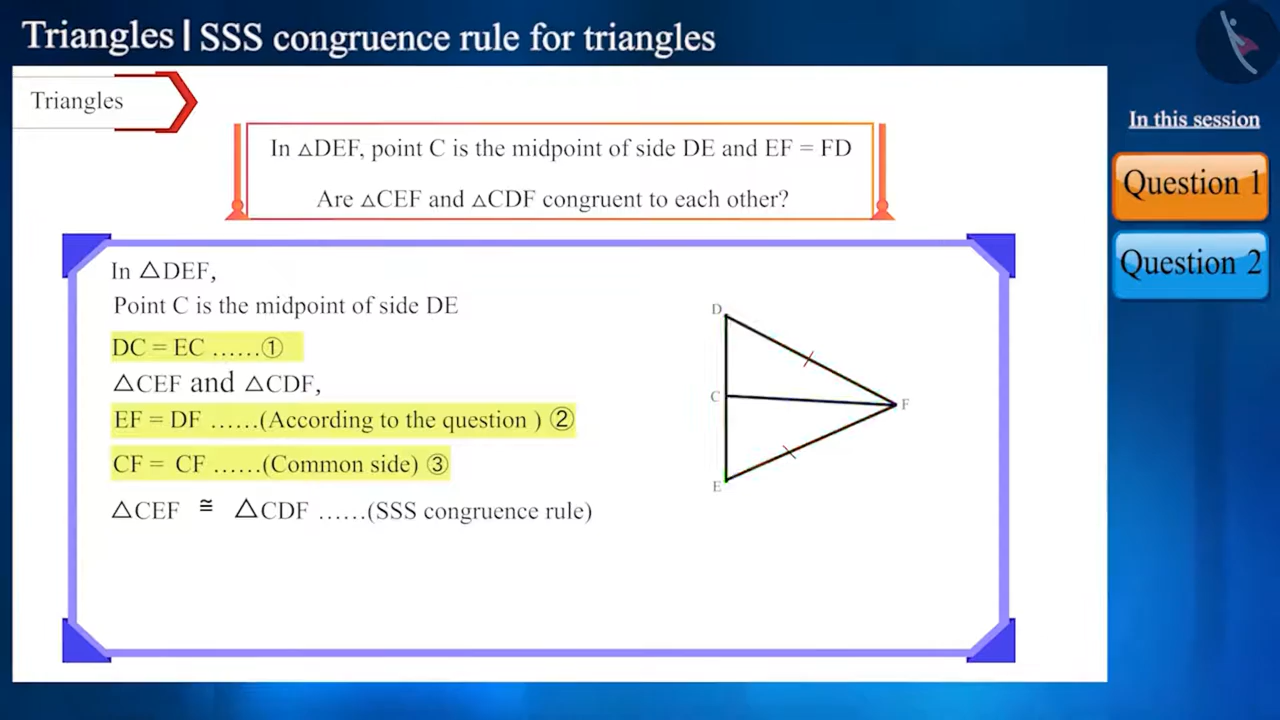 Triangles | SSS congruence rule for triangles
Triangles
In △DEF, point C is the midpoint of side DE and EF = FD
Are △CEF and △CDF congruent to each other?
In this session
Question 1
Question 2
In △DEF,
Point C is the midpoint of side DE
DC = EC ......①
△CEF and △CDF,
EF = DF ......(According to the question ) ②
CF = CF ......(Common side) ③
△CEF ≅ △CDF ......(SSS congruence rule)
D
C
F
E